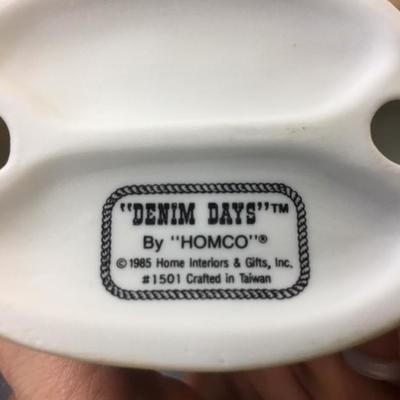 "DENIM DAYS"™
By "HOMCO"®
©1985 Home Interiors & Gifts, Inc.
#1501 Crafted in Taiwan